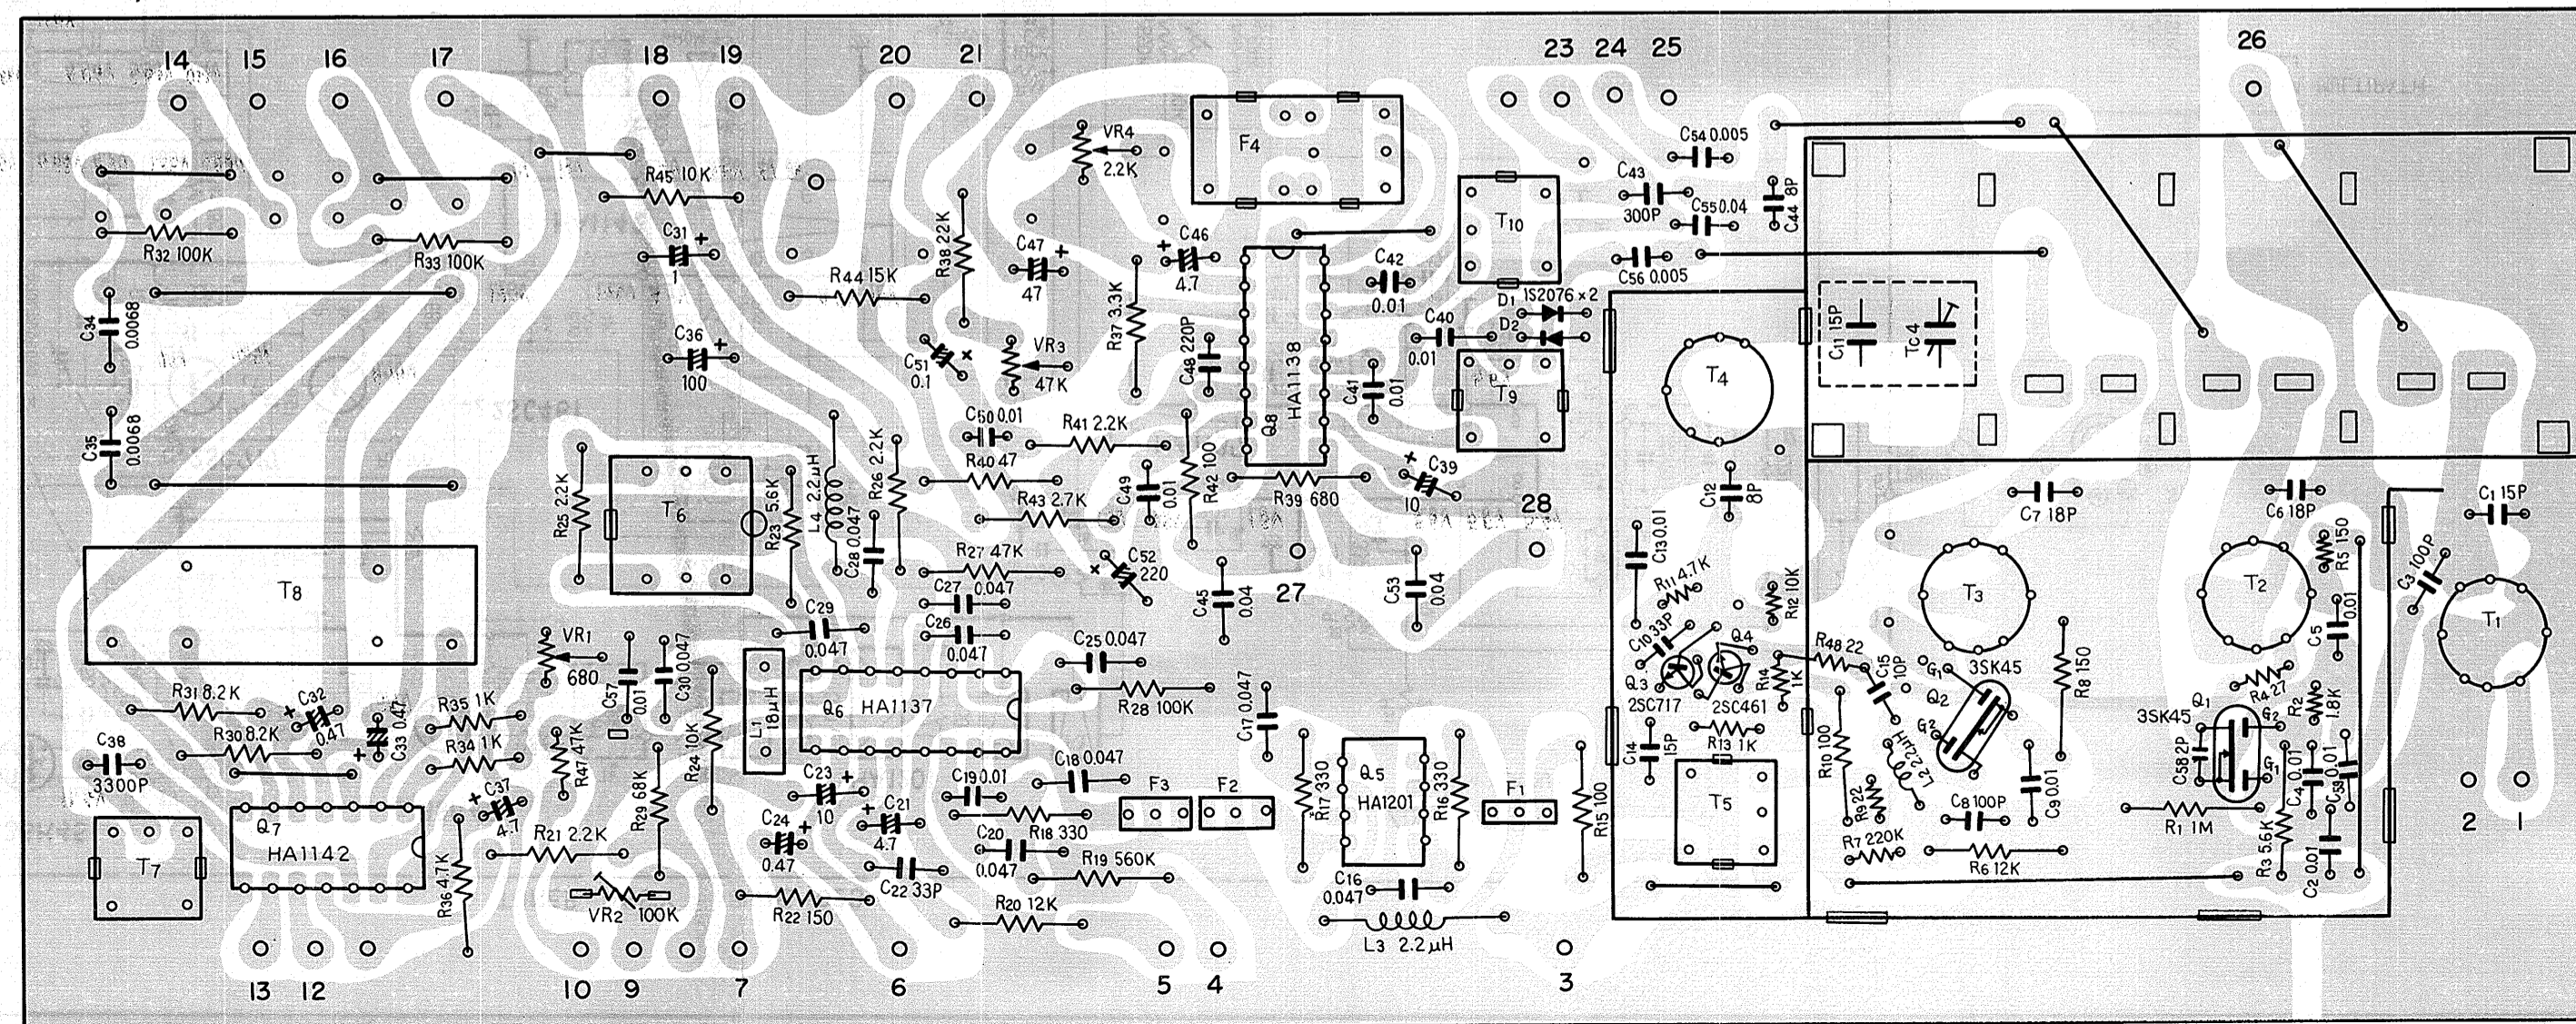 14 15 16 17 18 19 20 21 23 24 25 26
VR4
2.2K
F4
C54 0.005
C43
300P
C55 0.04
C44 8P
R45 10K
T10
R32 100K
R33 100K
C31
1
R38 22K
C47
47
C46
4.7
C56 0.005
R44 15K
C42
0.01
D1 1S2076×2
D2
C34
0.0068
C36
100
C51
0.1
VR3
47K
R37 3.3K
C48 220P
Q8 HA1138
C40
0.01
C41
0.01
T9
T4
C11 15P
TC4
C35
0.0068
C50 0.01
R41 2.2K
R40 47
R43 2.7K
C49
0.01
R42 100
R39 680
C39
10
28
C12
8P
C7 18P
C6 18P
C1 15P
R25 2.2K
T6
R23 5.6K
L4 2.2μH
R26 2.2K
C28 0.047
R27 47K
C52
220
C27
0.047
C26
0.047
C45
0.04
27
C53
0.04
C13 0.01
R11 4.7K
R12 10K
T3
T2
R5 150
C3 100P
T1
T8
C29
0.047
VR1
680
C57
0.01
C30 0.047
C25 0.047
R28 100K
C10 33P
Q4
Q3
2SC717
2SC461
R14
1K
R48 22
C15
10P
G1
Q2
G2
3SK45
R8 150
C5
0.01
R4 27
R2
1.8K
R31 8.2K
C32
0.47
C33 0.47
R35 1K
R30 8.2K
R34 1K
R47 47K
R24 10K
L1
18μH
Q6 HA1137
C17 0.047
C14
15P
R13 1K
R10 100
L2 2.2μH
Q1
3SK45
G2
G1
C58 2P
C38
3300P
C37
4.7
R29 68K
C23
10
C19 0.01
C18 0.047
F3
F2
R17 330
Q5
HA1201
R16 330
F1
R15 100
T5
R9 22
C8 100P
C9 0.01
R1 1M
C4 0.01
0.01
T7
Q7
HA1142
R36 4.7K
R21 2.2K
C24
0.47
C21
4.7
C20
0.047
R18 330
C22 33P
R19 560K
C16
0.047
R7 220K
R6 12K
R3 5.6K
C2 0.01
VR2 100K
R22 150
R20 12K
L3 2.2μH
2 1
13 12 10 9 7 6 5 4 3